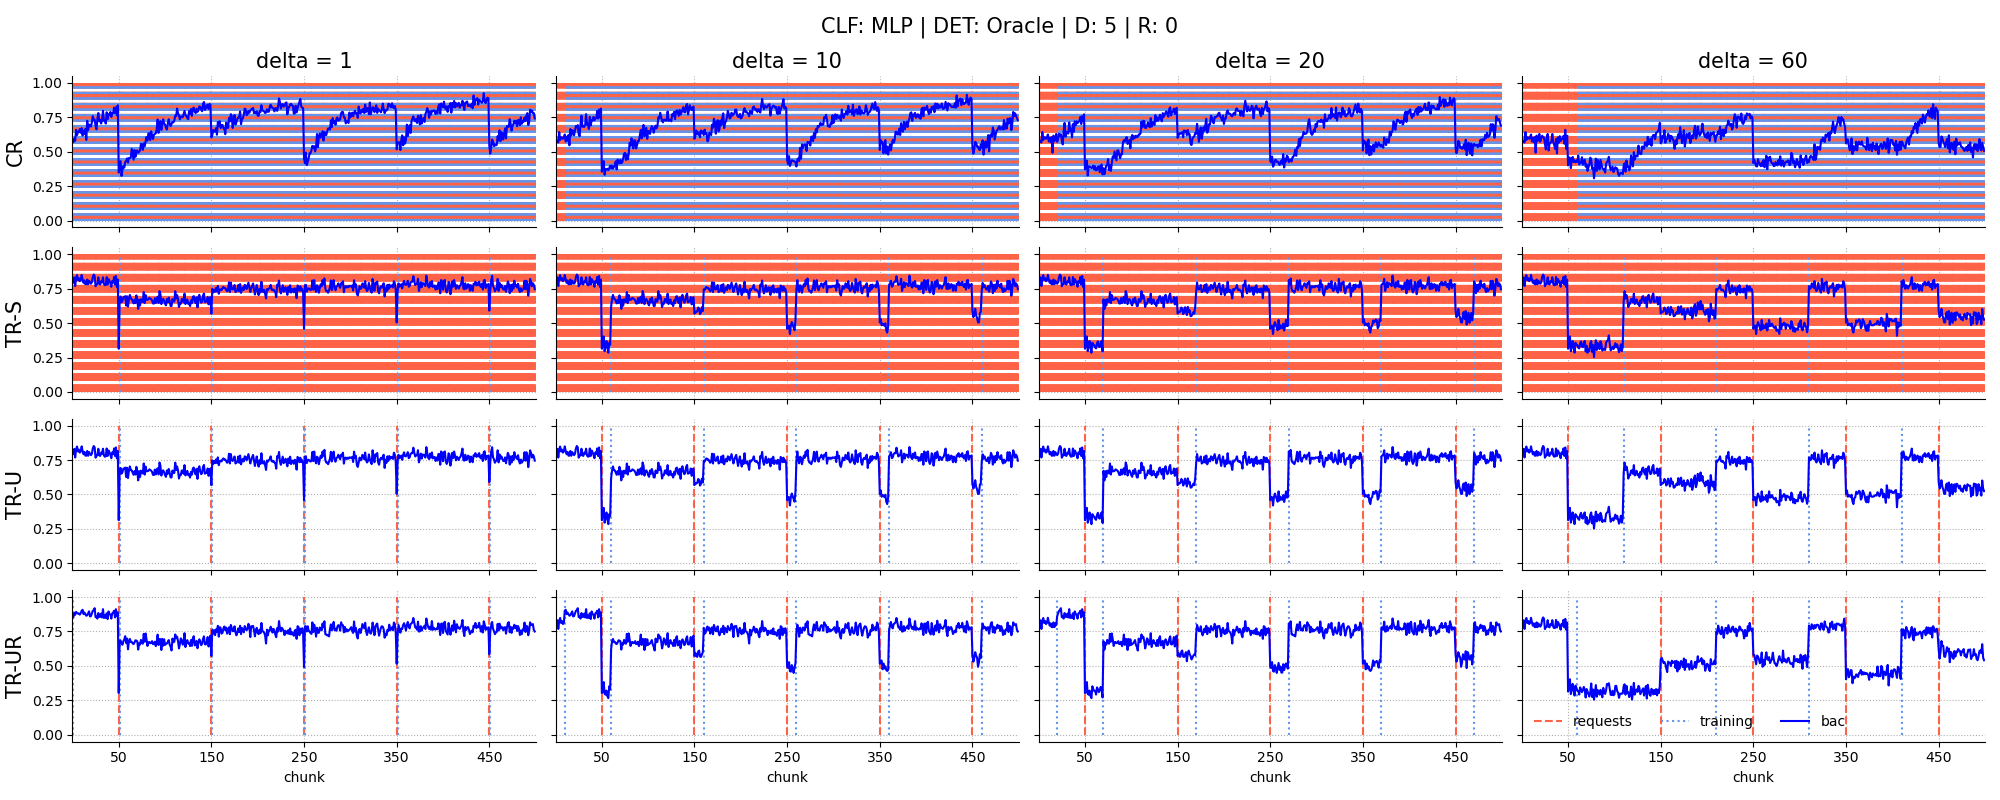 CLF: MLP | DET: Oracle | D: 5 | R: 0
delta = 1 delta = 10 delta = 20 delta = 60
CR
1.00
0.75
0.50
0.25
0.00
TR-S
1.00
0.75
0.50
0.25
0.00
TR-U
1.00
0.75
0.50
0.25
0.00
TR-UR
1.00
0.75
0.50
0.25
0.00
requests training bac
50 150 250 350 450 50 150 250 350 450 50 150 250 350 450 50 150 250 350 450
chunk chunk chunk chunk